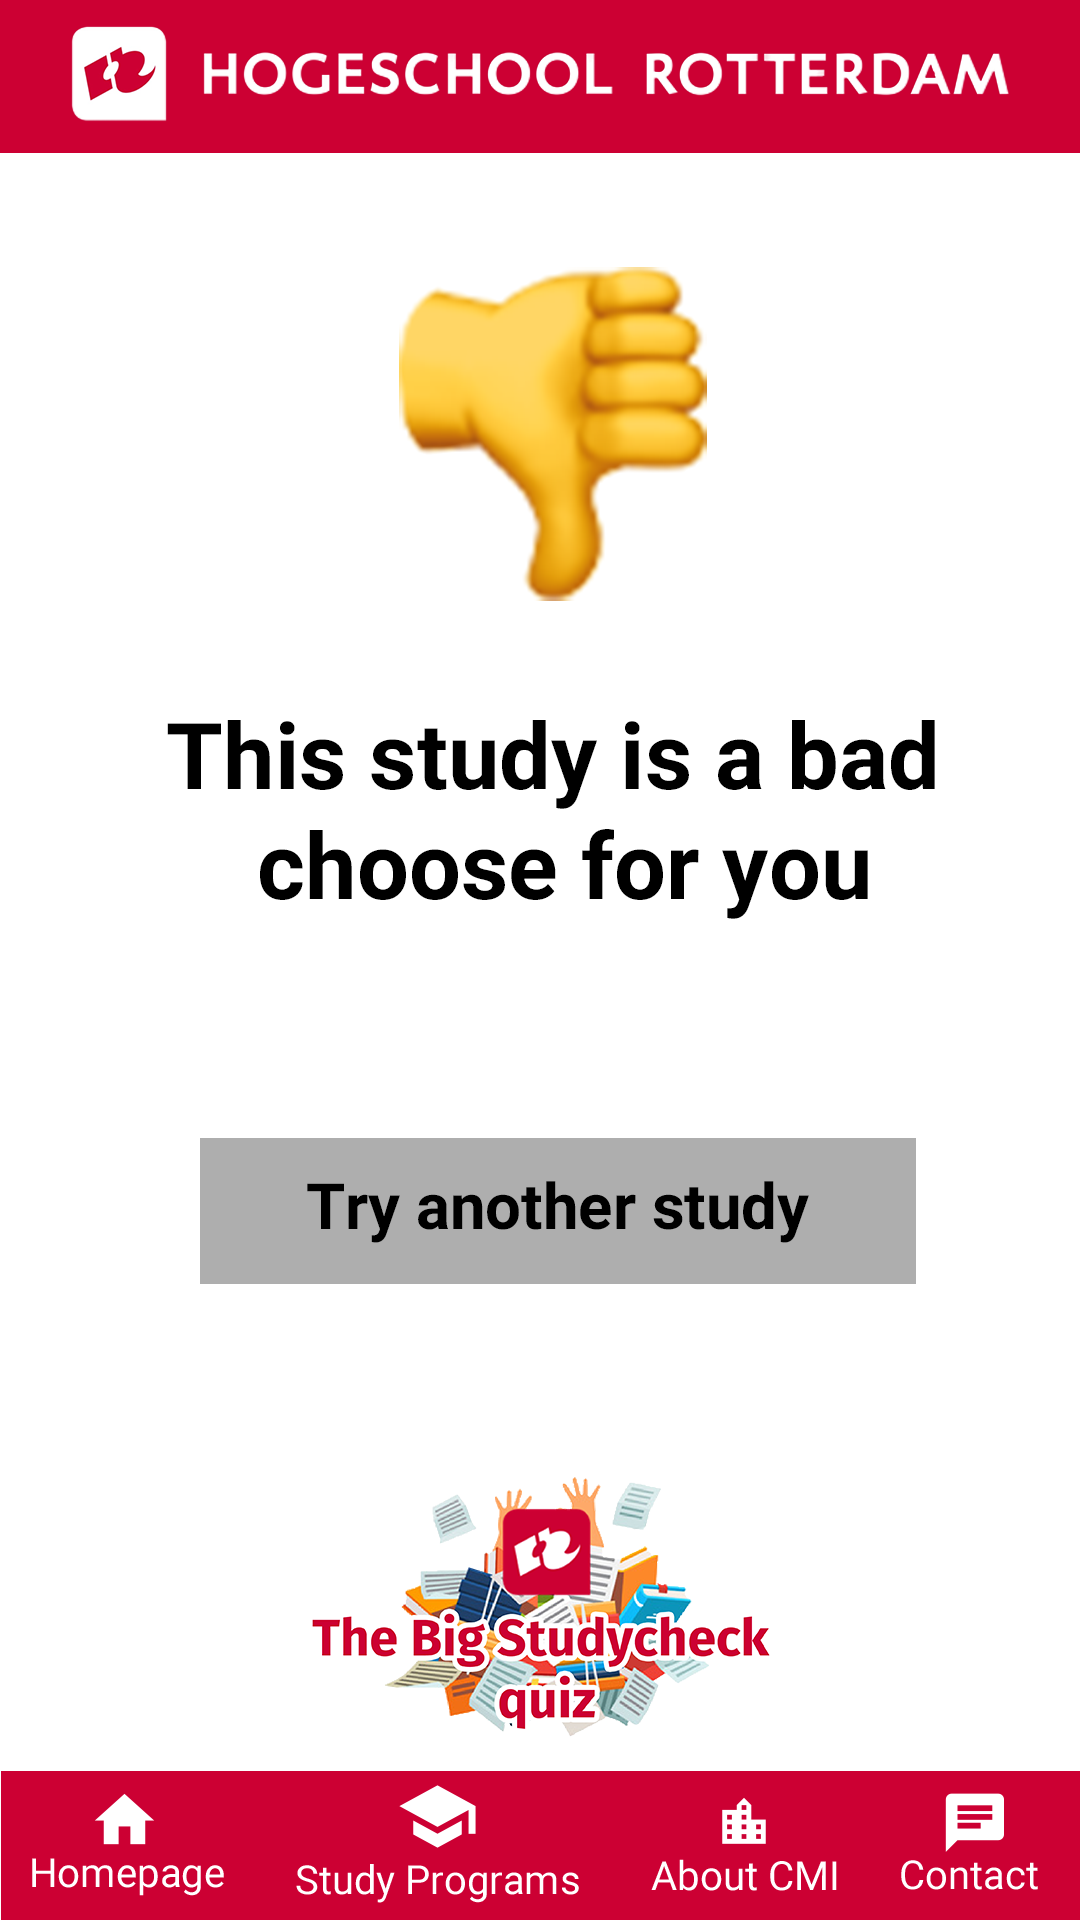 HOGESCHOOL ROTTERDAM
This study is a bad
choose for you
Try another study
The Big Studycheck
quiz
Homepage
Study Programs
About CMI
Contact